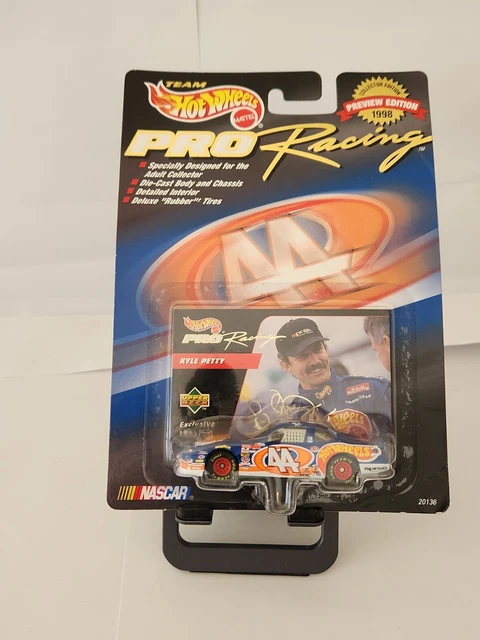 TEAM
Hot Wheels
MATTEL
COLLECTOR EDITION
PREVIEW EDITION
1998
PRO Racing™
Specially Designed for the
Adult Collector
Die-Cast Body and Chassis
Detailed Interior
Deluxe "Rubber"! Tires
44
Hot Wheels
PRO Racing
KYLE PETTY
UPPER DECK
Exclusive
44
HOT WHEELS
NASCAR
20136